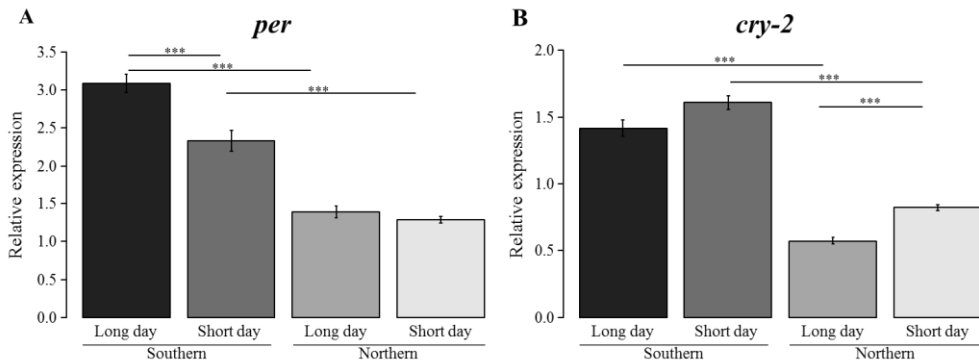 A
per
3.5
3.0
2.5
2.0
1.5
1.0
0.5
0.0
Relative expression
***
***
***
Long day Short day Long day Short day
Southern Northern
B
cry-2
2.0
1.5
1.0
0.5
0.0
Relative expression
***
***
***
Long day Short day Long day Short day
Southern Northern